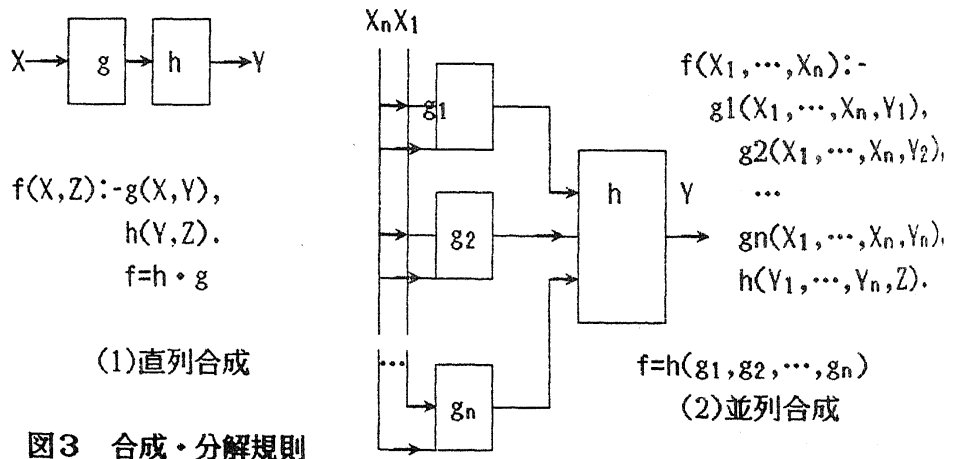 X g h Y
f(X,Z):-g(X,Y),
h(Y,Z).
f=h・g
(1)直列合成
XnX1
g1
g2
…
gn
h
Y
f(X1,…,Xn):-
g1(X1,…,Xn,Y1),
g2(X1,…,Xn,Y2),
…
gn(X1,…,Xn,Yn),
h(Y1,…,Yn,Z).
f=h(g1,g2,…,gn)
(2)並列合成
図3 合成・分解規則